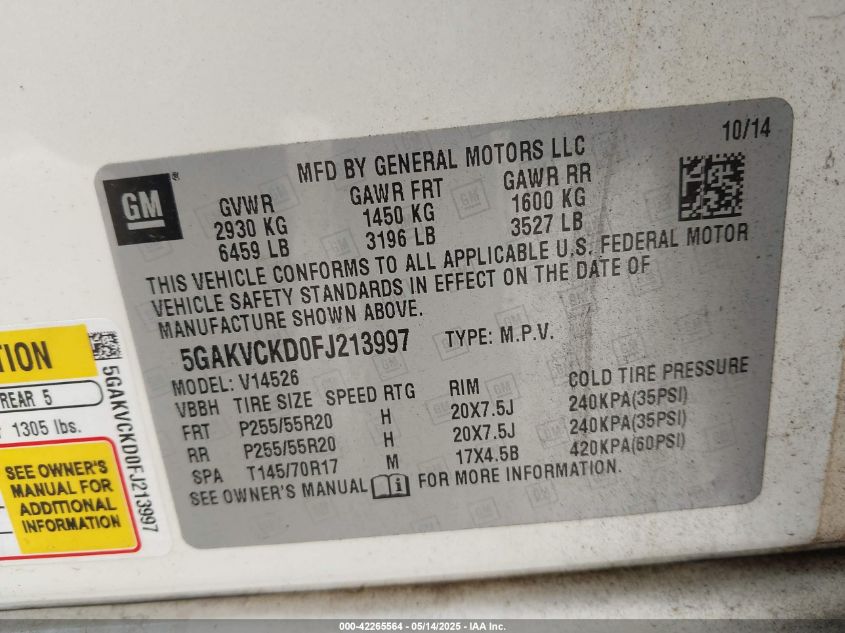 10/14
MFD BY GENERAL MOTORS LLC
GM®
GVWR GAWR FRT GAWR RR
2930 KG 1450 KG 1600 KG
6459 LB 3196 LB 3527 LB
THIS VEHICLE CONFORMS TO ALL APPLICABLE U.S. FEDERAL MOTOR
VEHICLE SAFETY STANDARDS IN EFFECT ON THE DATE OF
MANUFACTURE SHOWN ABOVE.
5GAKVCKD0FJ213997 TYPE: M.P.V.
MODEL: V14526
VBBH TIRE SIZE SPEED RTG RIM COLD TIRE PRESSURE
FRT P255/55R20 H 20X7.5J 240KPA(35PSI)
RR P255/55R20 H 20X7.5J 240KPA(35PSI)
SPA T145/70R17 M 17X4.5B 420KPA(60PSI)
SEE OWNER'S MANUAL FOR MORE INFORMATION.
REAR 5
1305 lbs.
SEE OWNER'S
MANUAL FOR
ADDITIONAL
INFORMATION
5GAKVCKD0FJ213997
000-42265564 - 05/14/2025 - IAA Inc.